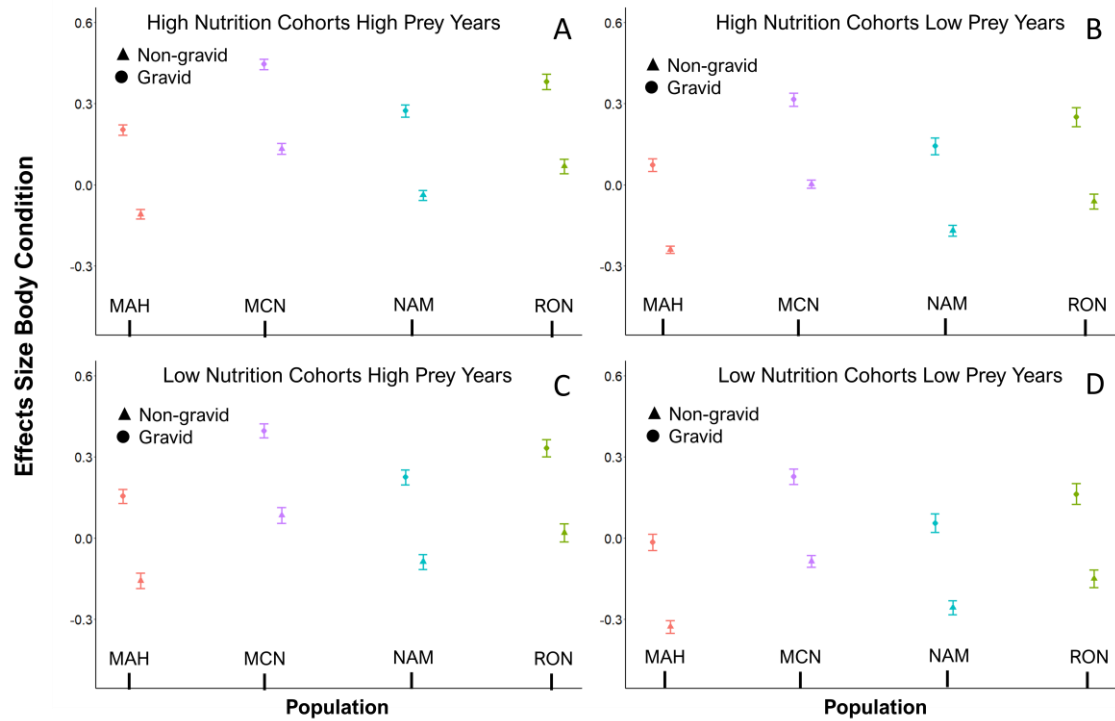 High Nutrition Cohorts High Prey Years
A
Non-gravid
Gravid
0.6
0.3
0.0
-0.3
MAH
MCN
NAM
RON
High Nutrition Cohorts Low Prey Years
B
Non-gravid
Gravid
0.6
0.3
0.0
-0.3
MAH
MCN
NAM
RON
Effects Size Body Condition
Low Nutrition Cohorts High Prey Years
C
Non-gravid
Gravid
0.6
0.3
0.0
-0.3
MAH
MCN
NAM
RON
Population
Low Nutrition Cohorts Low Prey Years
D
Non-gravid
Gravid
0.6
0.3
0.0
-0.3
MAH
MCN
NAM
RON
Population